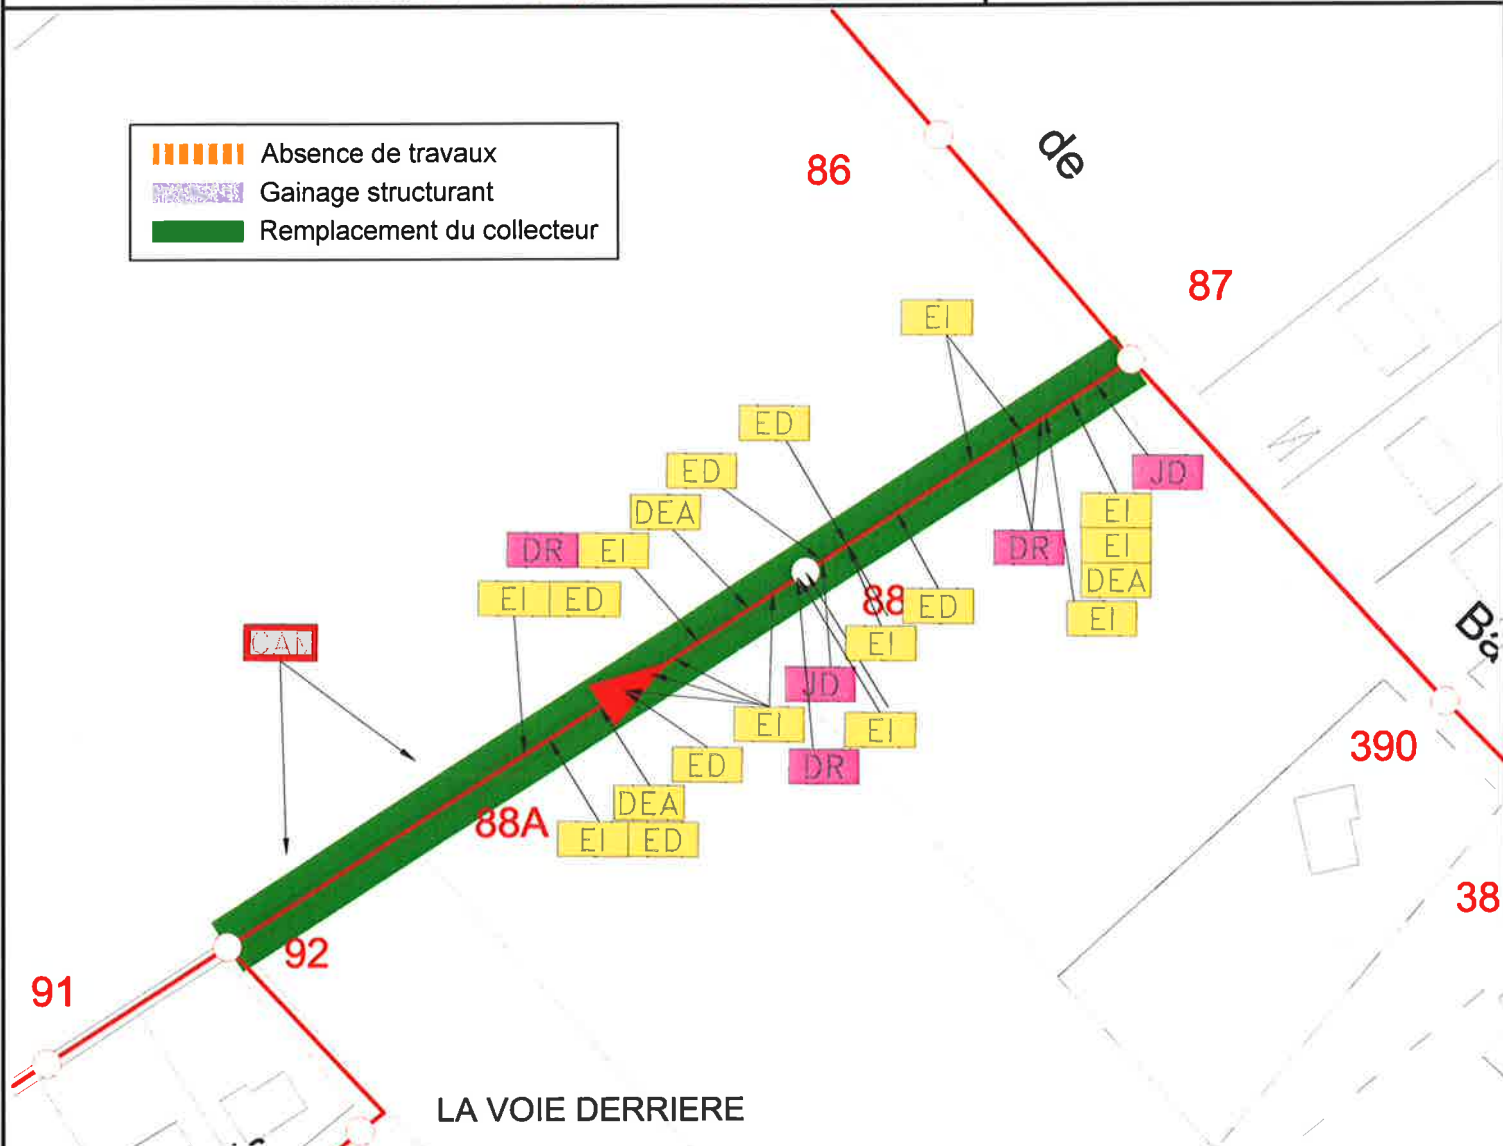 Absence de travaux
Gainage structurant
Remplacement du collecteur
de
86
87
EI
ED
ED
JD
DEA
EI
DR
EI
DR
EI
DEA
EI
ED
88
ED
EI
EI
CAN
JD
EI
EI
Ba
390
ED
DR
DEA
88A
EI
ED
38
92
91
LA VOIE DERRIERE